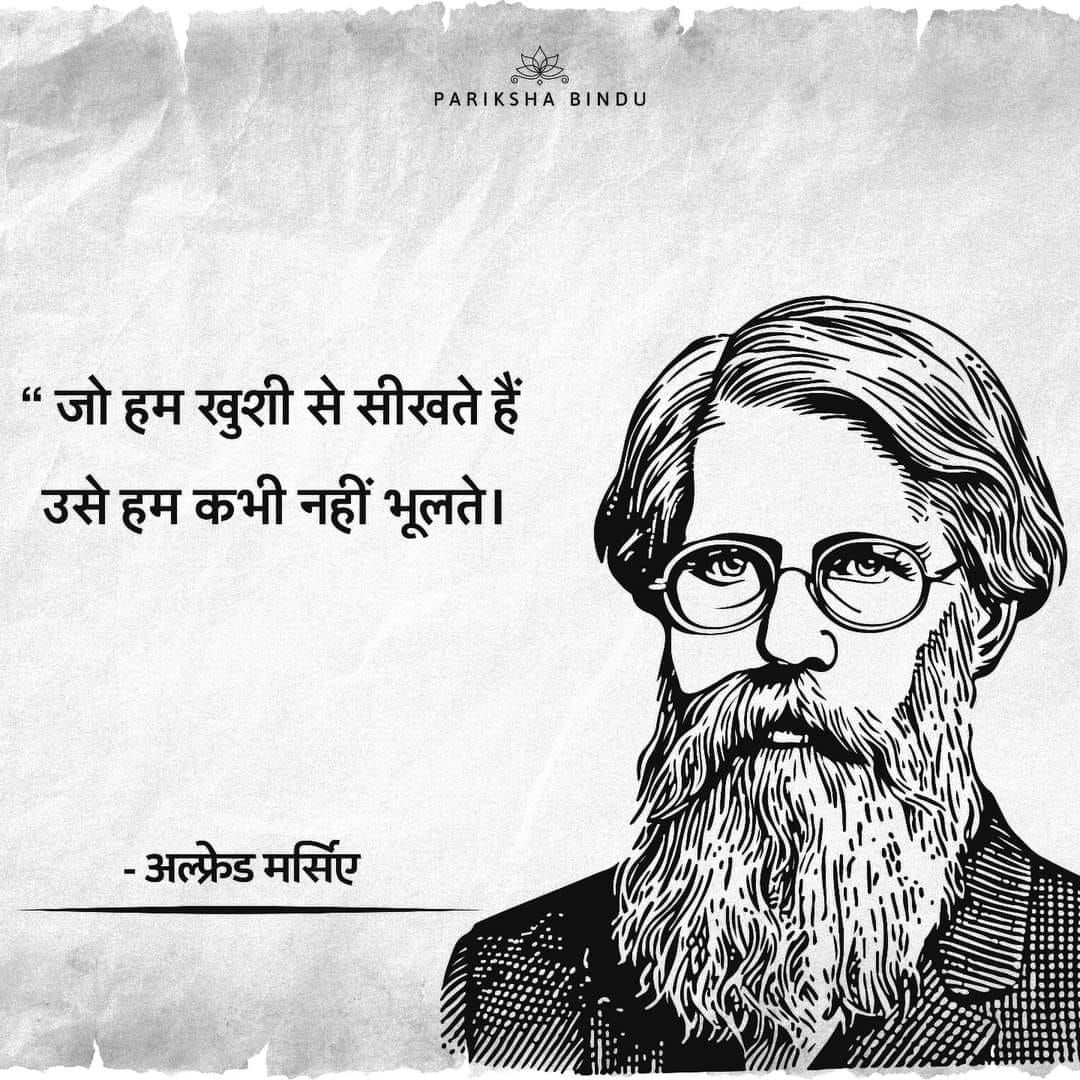 PARIKSHA BINDU
“ जो हम खुशी से सीखते हैं
उसे हम कभी नहीं भूलते।
- अल्फ्रेड मर्सिए